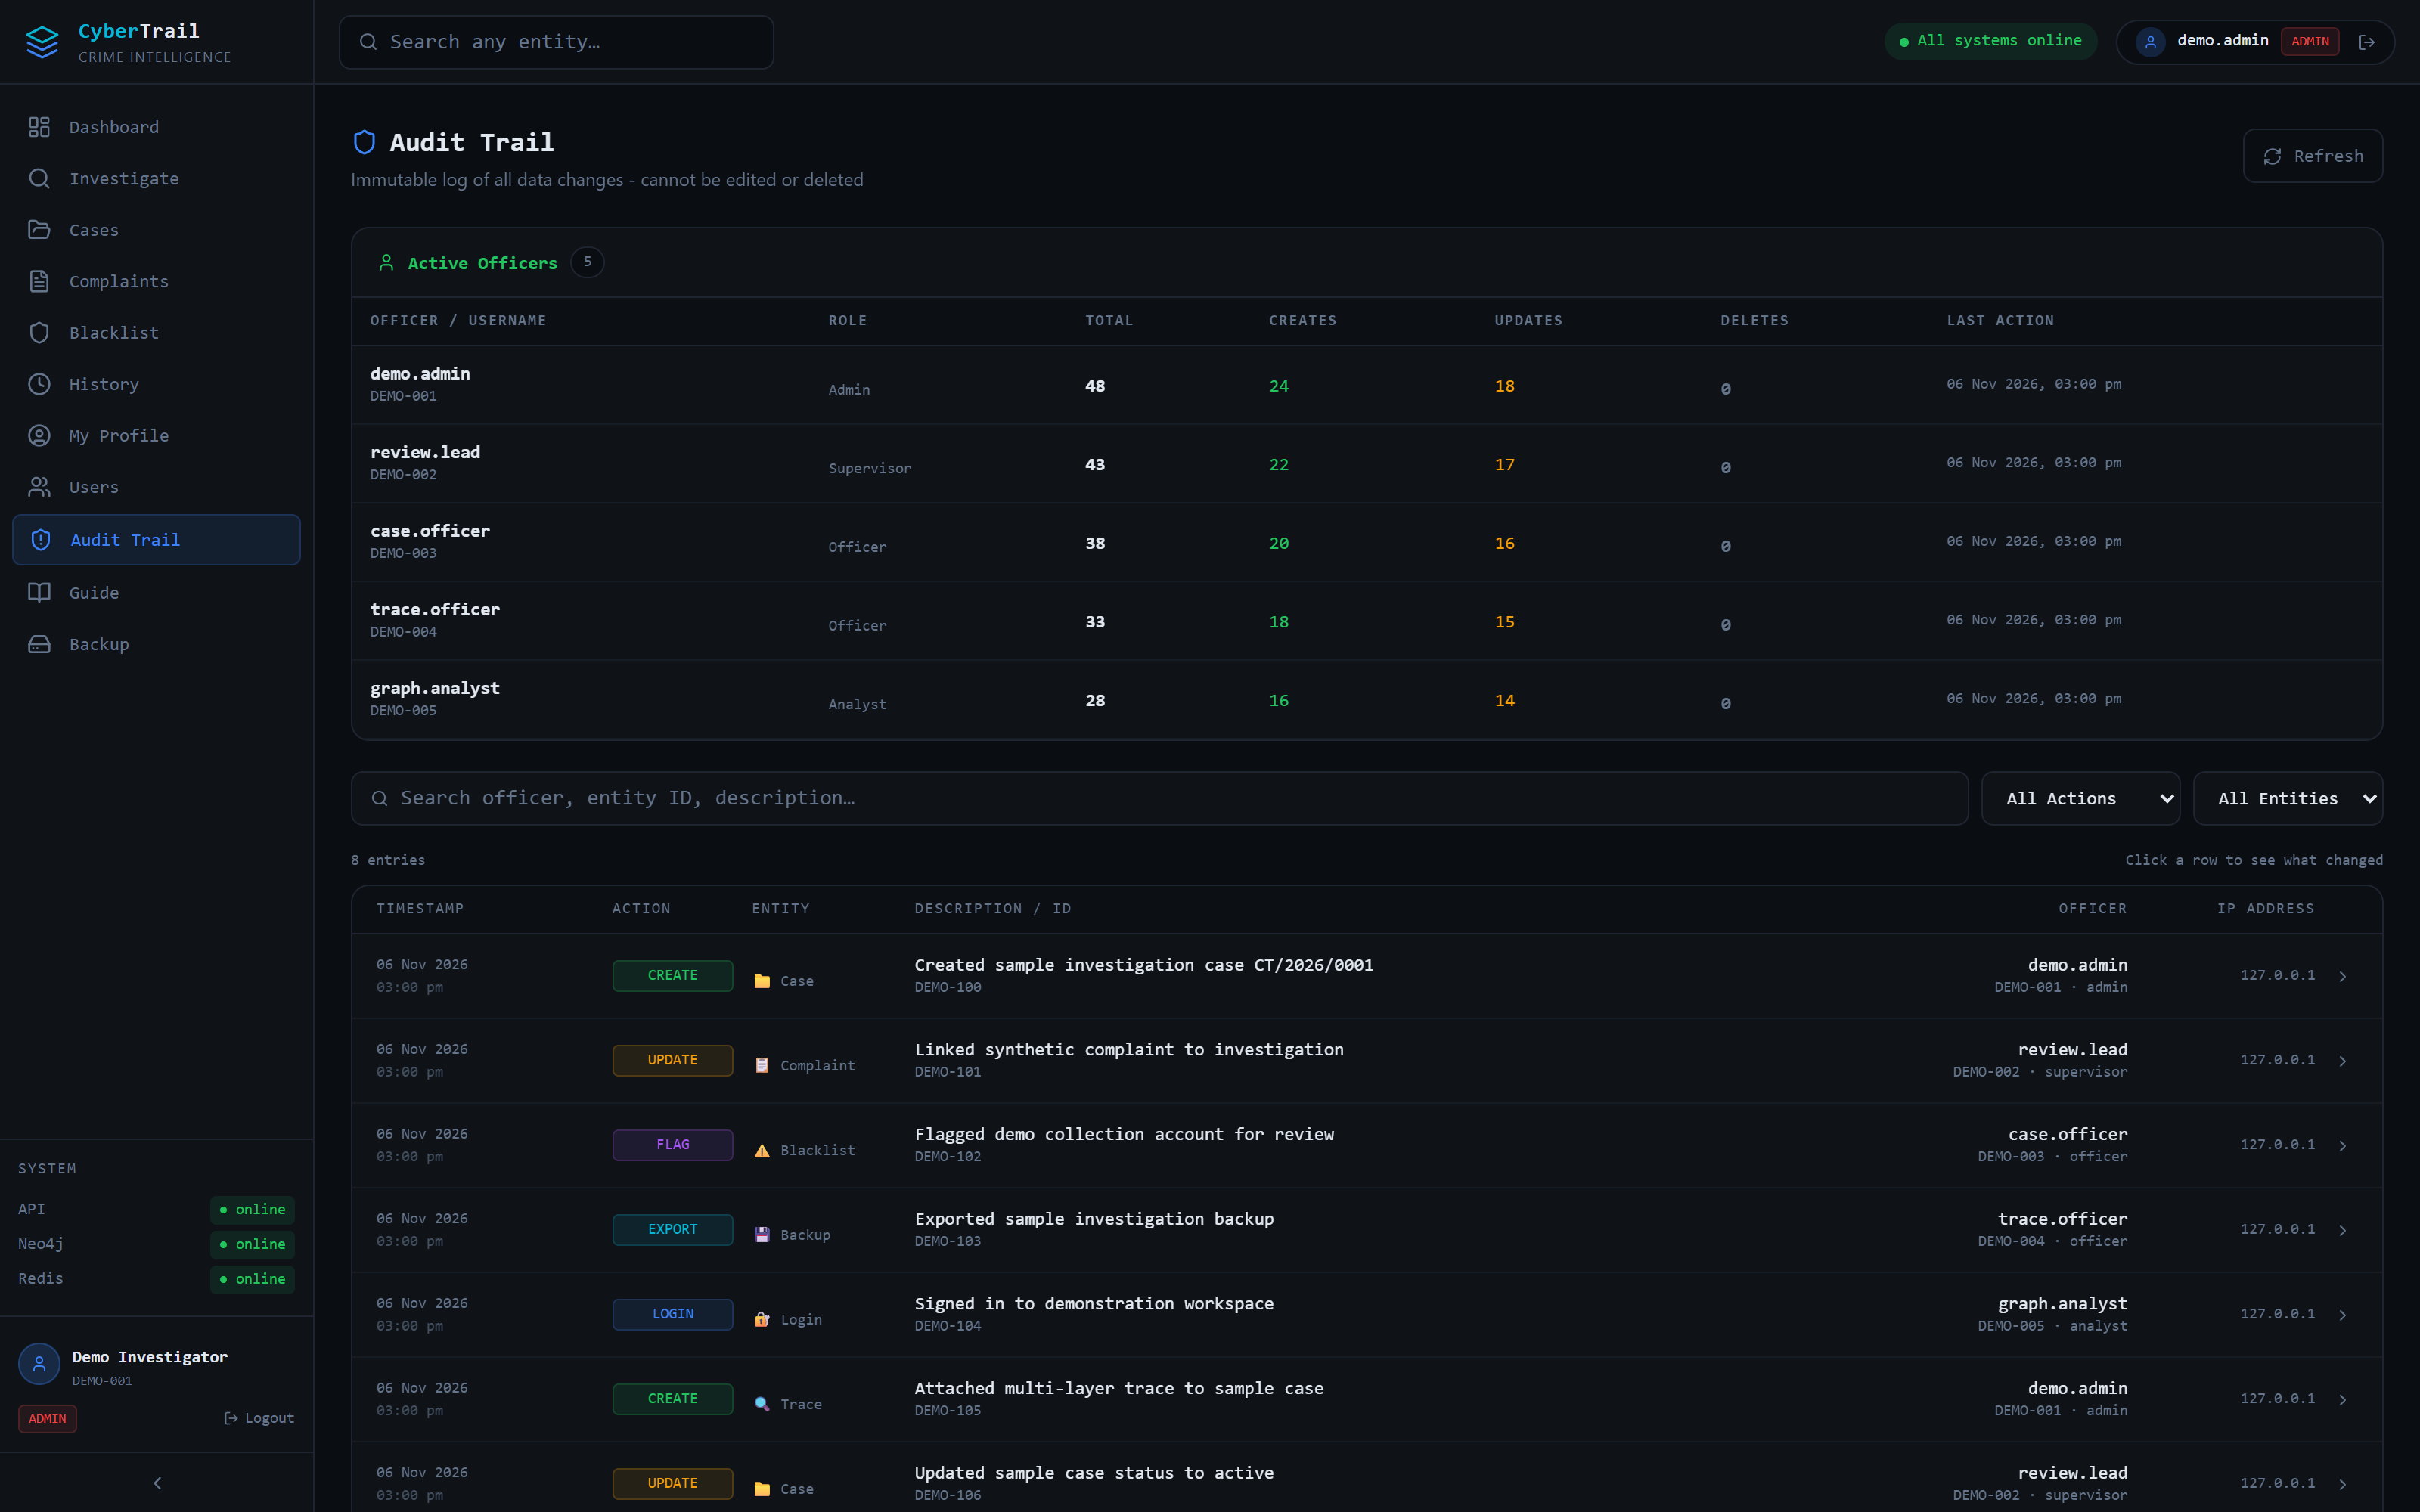 CyberTrail
CRIME INTELLIGENCE
Search any entity…
All systems online
demo.admin ADMIN
Dashboard
Investigate
Cases
Complaints
Blacklist
History
My Profile
Users
Audit Trail
Guide
Backup
SYSTEM
API online
Neo4j online
Redis online
Demo Investigator
DEMO-001
ADMIN Logout
Audit Trail
Immutable log of all data changes - cannot be edited or deleted
Refresh
Active Officers 5
OFFICER / USERNAME ROLE TOTAL CREATES UPDATES DELETES LAST ACTION
demo.admin
DEMO-001
Admin 48 24 18 0 06 Nov 2026, 03:00 pm
review.lead
DEMO-002
Supervisor 43 22 17 0 06 Nov 2026, 03:00 pm
case.officer
DEMO-003
Officer 38 20 16 0 06 Nov 2026, 03:00 pm
trace.officer
DEMO-004
Officer 33 18 15 0 06 Nov 2026, 03:00 pm
graph.analyst
DEMO-005
Analyst 28 16 14 0 06 Nov 2026, 03:00 pm
Search officer, entity ID, description…
All Actions
All Entities
8 entries
Click a row to see what changed
TIMESTAMP ACTION ENTITY DESCRIPTION / ID OFFICER IP ADDRESS
06 Nov 2026
03:00 pm
CREATE
Case
Created sample investigation case CT/2026/0001
DEMO-100
demo.admin
DEMO-001 · admin
127.0.0.1
06 Nov 2026
03:00 pm
UPDATE
Complaint
Linked synthetic complaint to investigation
DEMO-101
review.lead
DEMO-002 · supervisor
127.0.0.1
06 Nov 2026
03:00 pm
FLAG
Blacklist
Flagged demo collection account for review
DEMO-102
case.officer
DEMO-003 · officer
127.0.0.1
06 Nov 2026
03:00 pm
EXPORT
Backup
Exported sample investigation backup
DEMO-103
trace.officer
DEMO-004 · officer
127.0.0.1
06 Nov 2026
03:00 pm
LOGIN
Login
Signed in to demonstration workspace
DEMO-104
graph.analyst
DEMO-005 · analyst
127.0.0.1
06 Nov 2026
03:00 pm
CREATE
Trace
Attached multi-layer trace to sample case
DEMO-105
demo.admin
DEMO-001 · admin
127.0.0.1
06 Nov 2026
03:00 pm
UPDATE
Case
Updated sample case status to active
DEMO-106
review.lead
DEMO-002 · supervisor
127.0.0.1